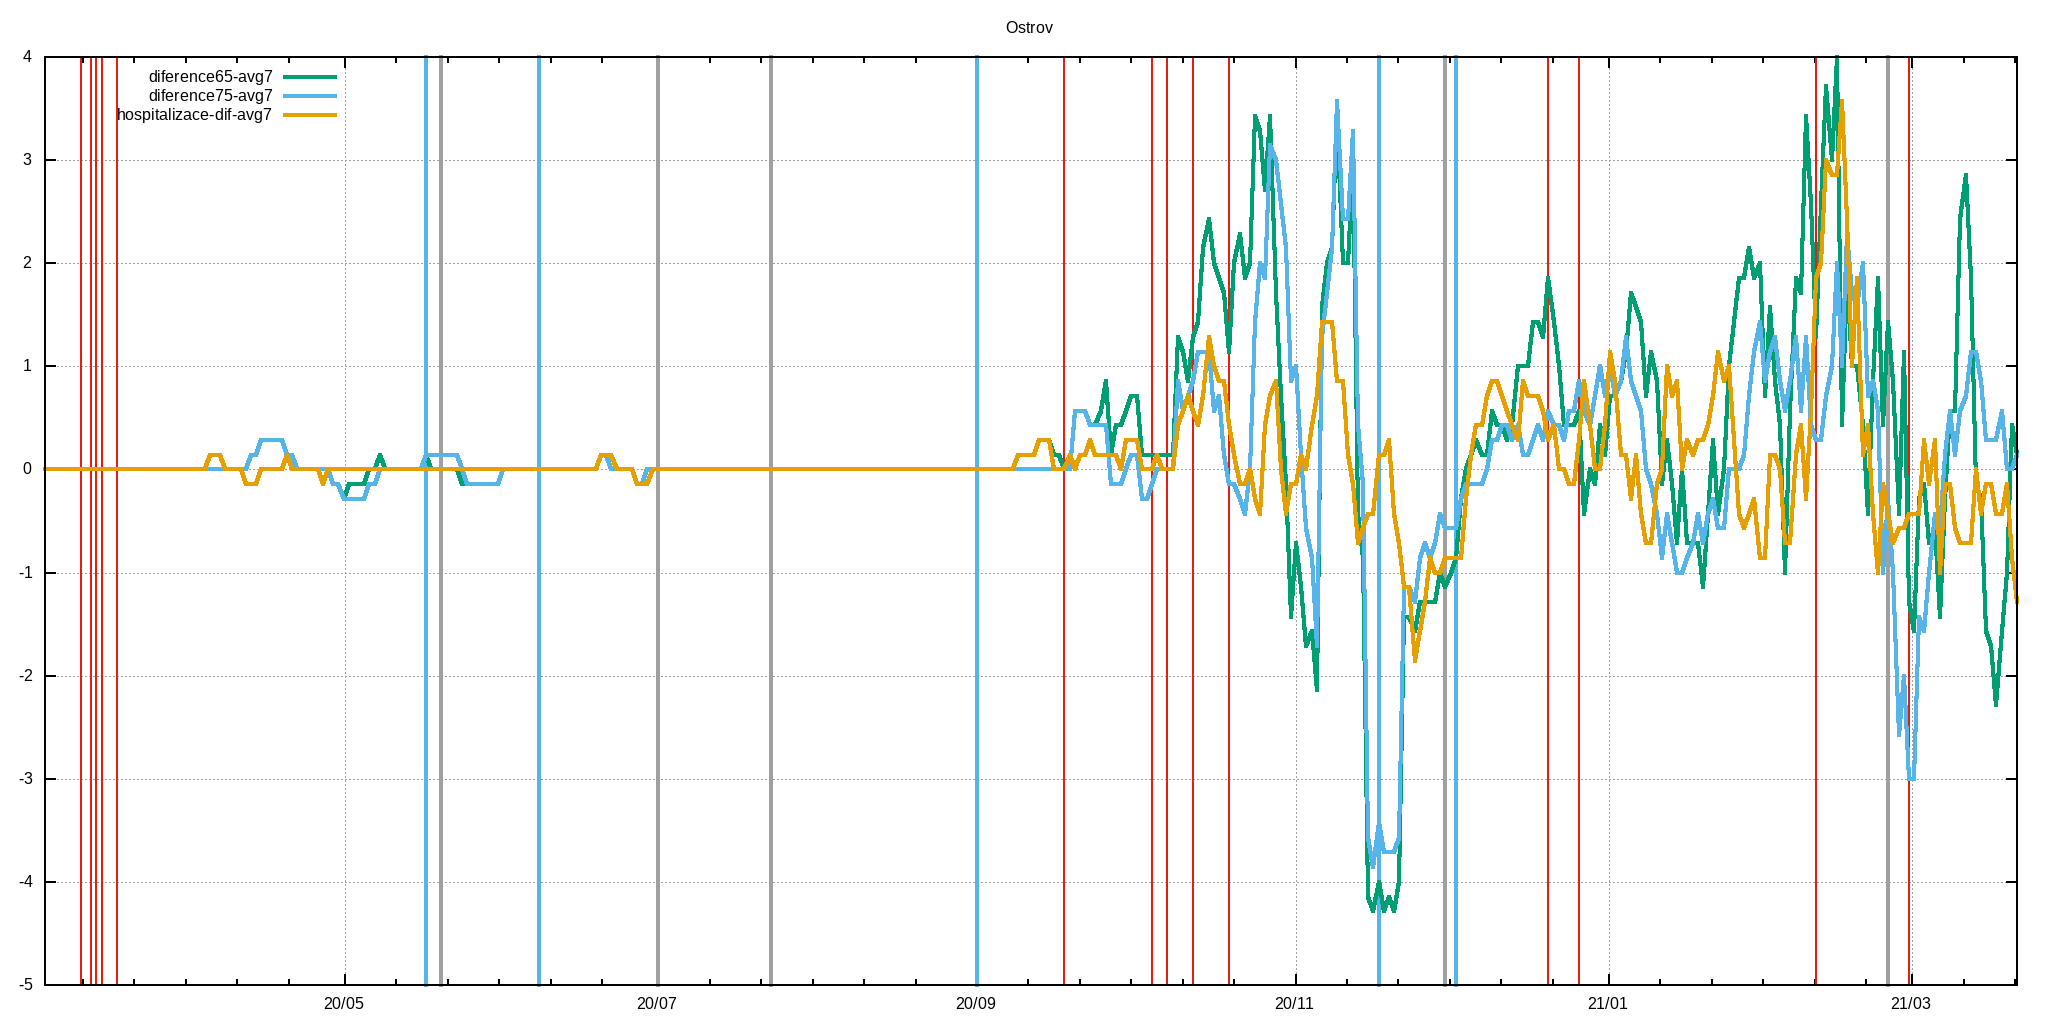 Ostrov
4
diference65-avg7
diference75-avg7
hospitalizace-dif-avg7
3
2
1
0
-1
-2
-3
-4
-5
20/05 20/07 20/09 20/11 21/01 21/03